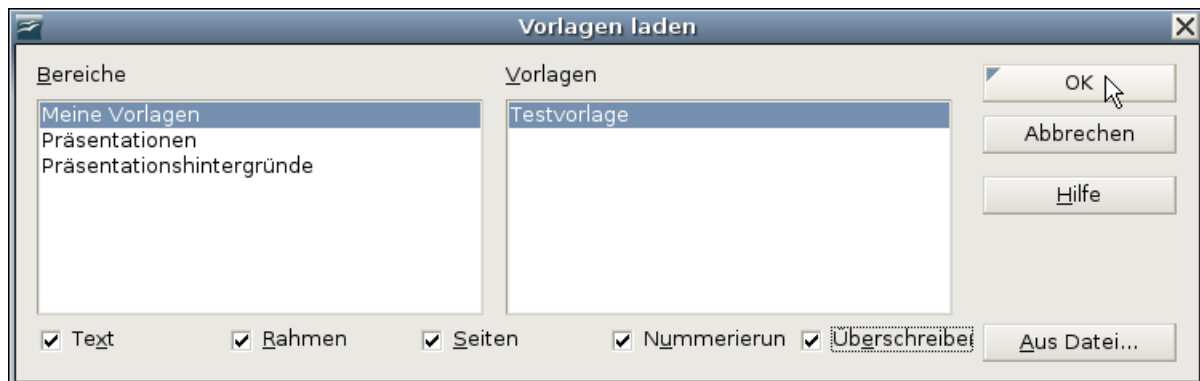 Vorlagen laden
Bereiche
Vorlagen
Meine Vorlagen
Präsentationen
Präsentationshintergründe
Testvorlage
OK
Abbrechen
Hilfe
Text
Rahmen
Seiten
Nummerierun
Überschreibe
Aus Datei...